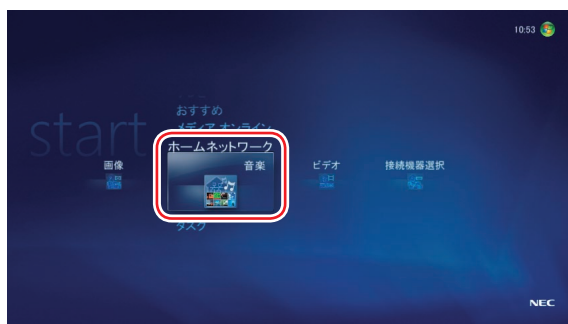 10:53
start
おすすめ
メディア オンライン
ホームネットワーク
画像
音楽
ビデオ
接続機器選択
タスク
NEC